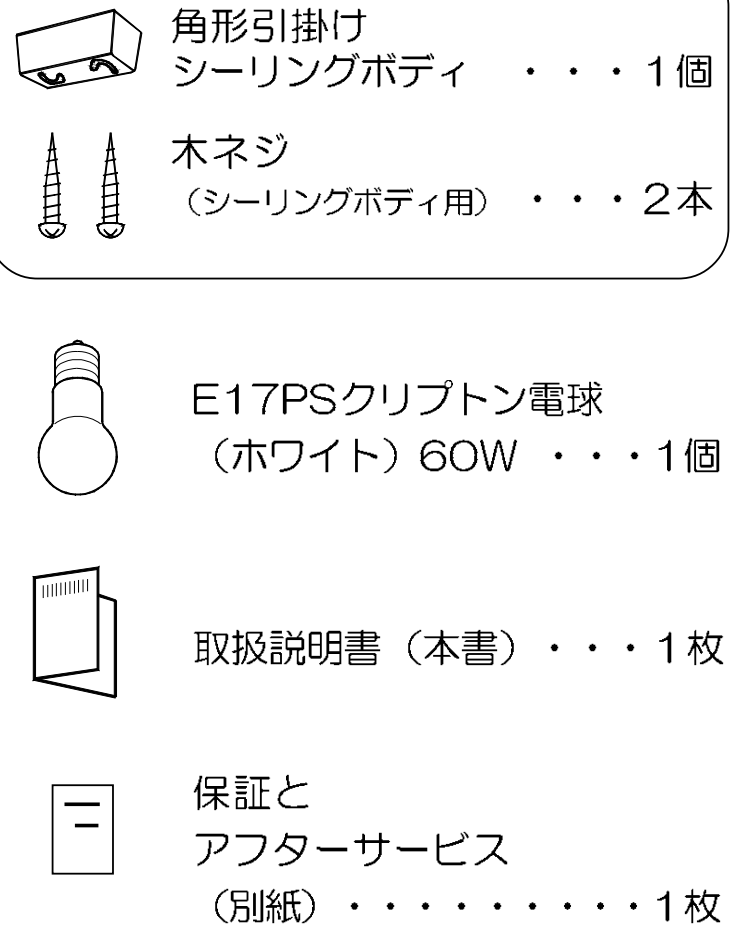 角形引掛け
シーリングボディ ・・・1個
木ネジ
（シーリングボディ用）・・・2本
E17PSクリプトン電球
（ホワイト）60W ・・・1個
取扱説明書（本書）・・・1枚
保証と
アフターサービス
（別紙）・・・・・・・・・1枚